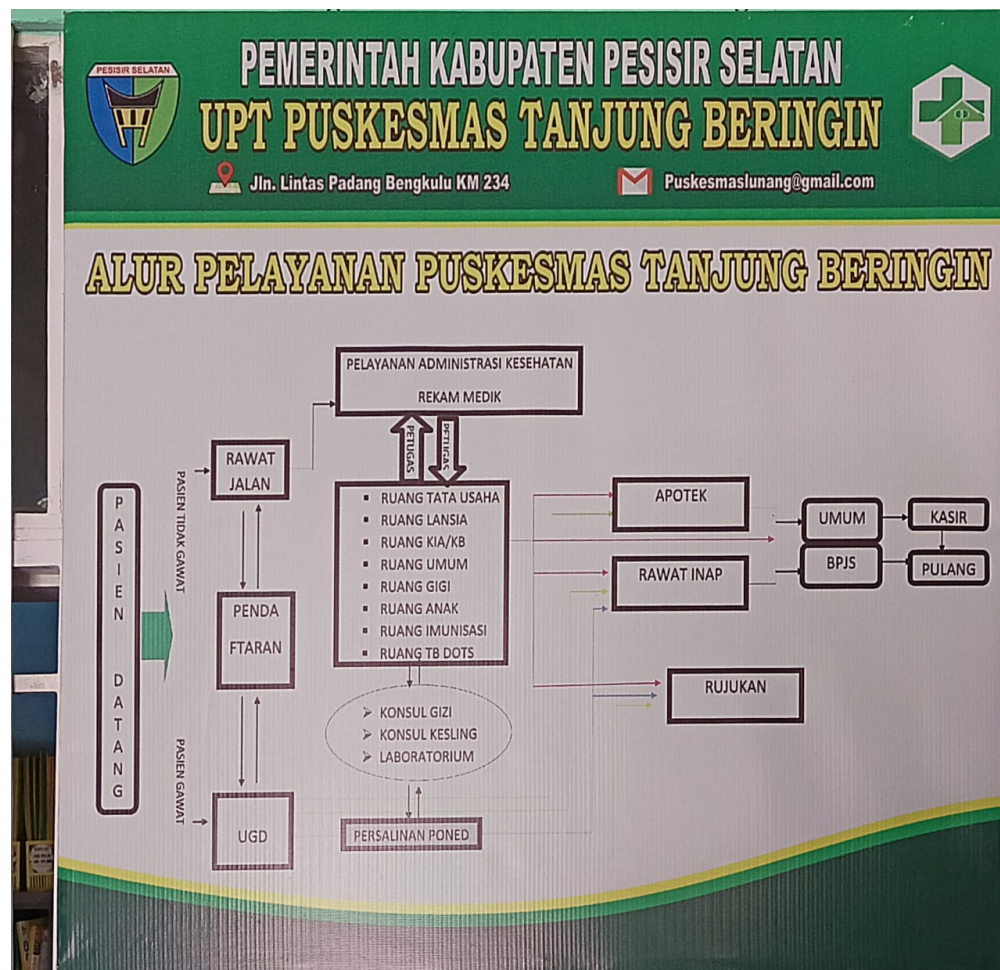 PESISIR SELATAN
PEMERINTAH KABUPATEN PESISIR SELATAN
UPT PUSKESMAS TANJUNG BERINGIN
Jln. Lintas Padang Bengkulu KM 234
Puskesmaslunang@gmail.com
ALUR PELAYANAN PUSKESMAS TANJUNG BERINGIN
PASIEN DATANG
PASIEN TIDAK GAWAT
PASIEN GAWAT
RAWAT
JALAN
PENDA
FTARAN
UGD
PELAYANAN ADMINISTRASI KESEHATAN
REKAM MEDIK
PETUGAS
PETUGAS
RUANG TATA USAHA
RUANG LANSIA
RUANG KIA/KB
RUANG UMUM
RUANG GIGI
RUANG ANAK
RUANG IMUNISASI
RUANG TB DOTS
KONSUL GIZI
KONSUL KESLING
LABORATORIUM
PERSALINAN PONED
APOTEK
RAWAT INAP
RUJUKAN
UMUM
BPJS
KASIR
PULANG